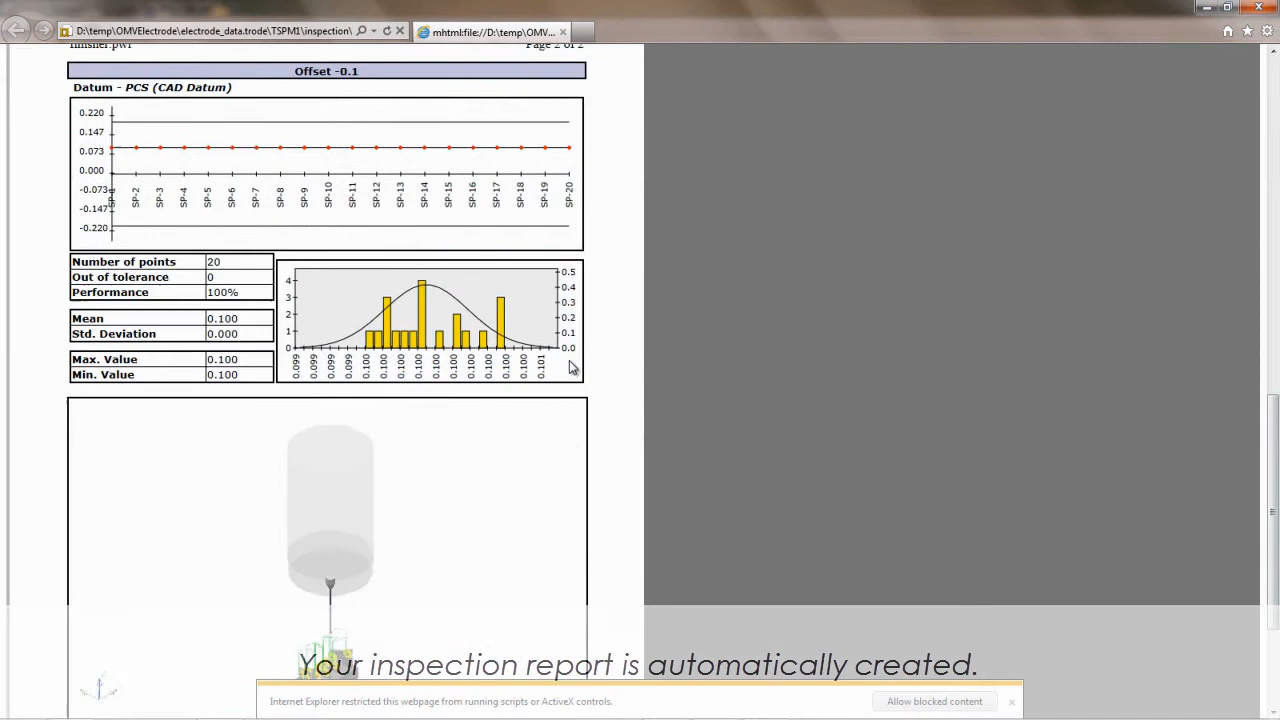 D:\temp\OMVElectrode\electrode_data.trode\TSPM1\inspection\
mhtml:file://D:\temp\OMV...
finisher.pwi Page 2 of 2
Offset -0.1
Datum - PCS (CAD Datum)
0.220
0.147
0.073
0.000
-0.073
-0.147
-0.220
SP-2 SP-3 SP-4 SP-5 SP-6 SP-7 SP-8 SP-9 SP-10 SP-11 SP-12 SP-13 SP-14 SP-15 SP-16 SP-17 SP-18 SP-19 SP-20
Number of points 20
Out of tolerance 0
Performance 100%
Mean 0.100
Std. Deviation 0.000
Max. Value 0.100
Min. Value 0.100
4
3
2
1
0
0.5
0.4
0.3
0.2
0.1
0.0
0.099 0.099 0.099 0.099 0.100 0.100 0.100 0.100 0.100 0.100 0.100 0.100 0.100 0.100 0.101
Your inspection report is automatically created.
Internet Explorer restricted this webpage from running scripts or ActiveX controls.
Allow blocked content